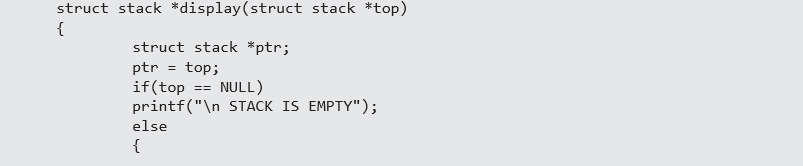 struct stack *display(struct stack *top)
{
struct stack *ptr;
ptr = top;
if(top == NULL)
printf("\n STACK IS EMPTY");
else
{